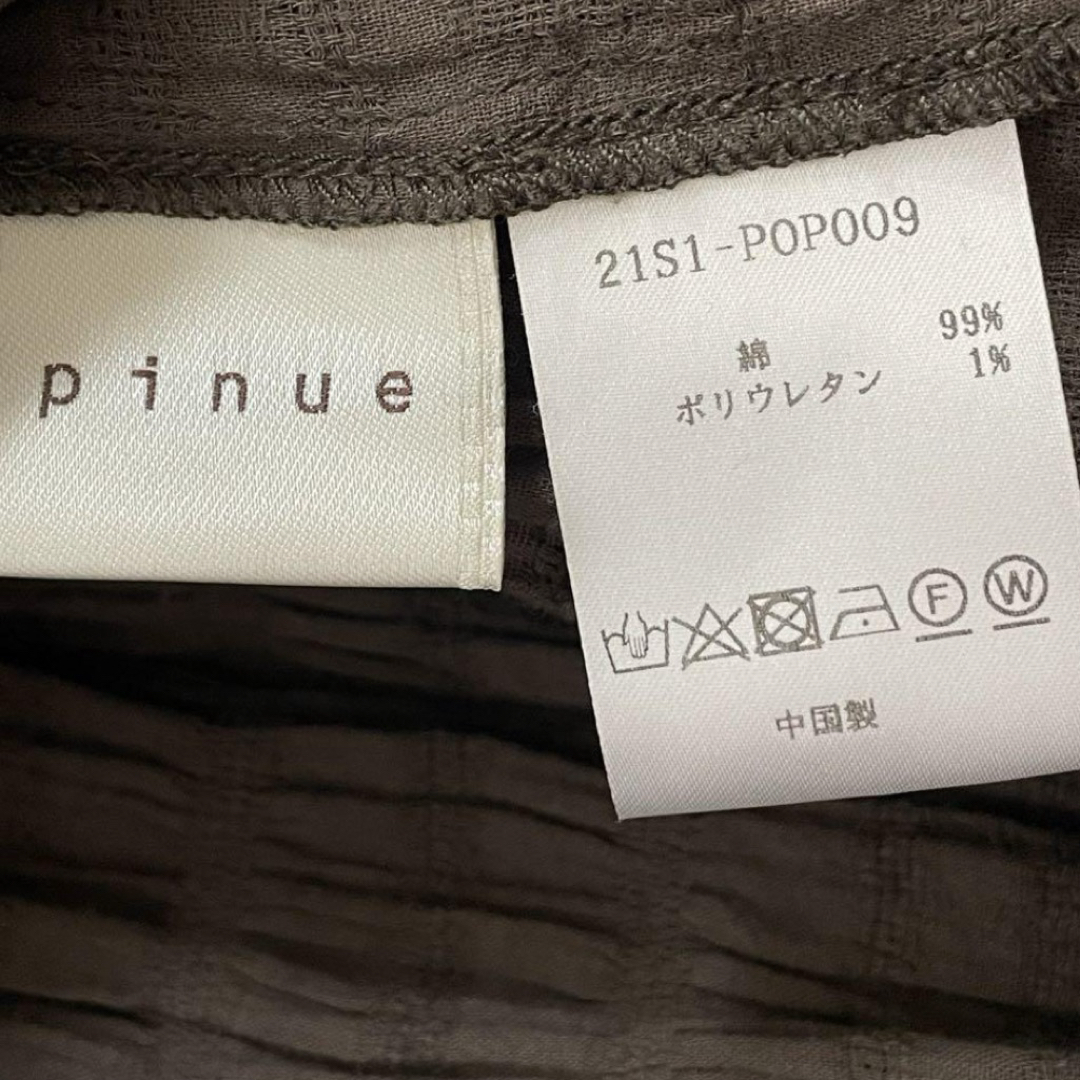 pinue
21S1-POP009
綿 99%
ポリウレタン 1%
F W
中国製